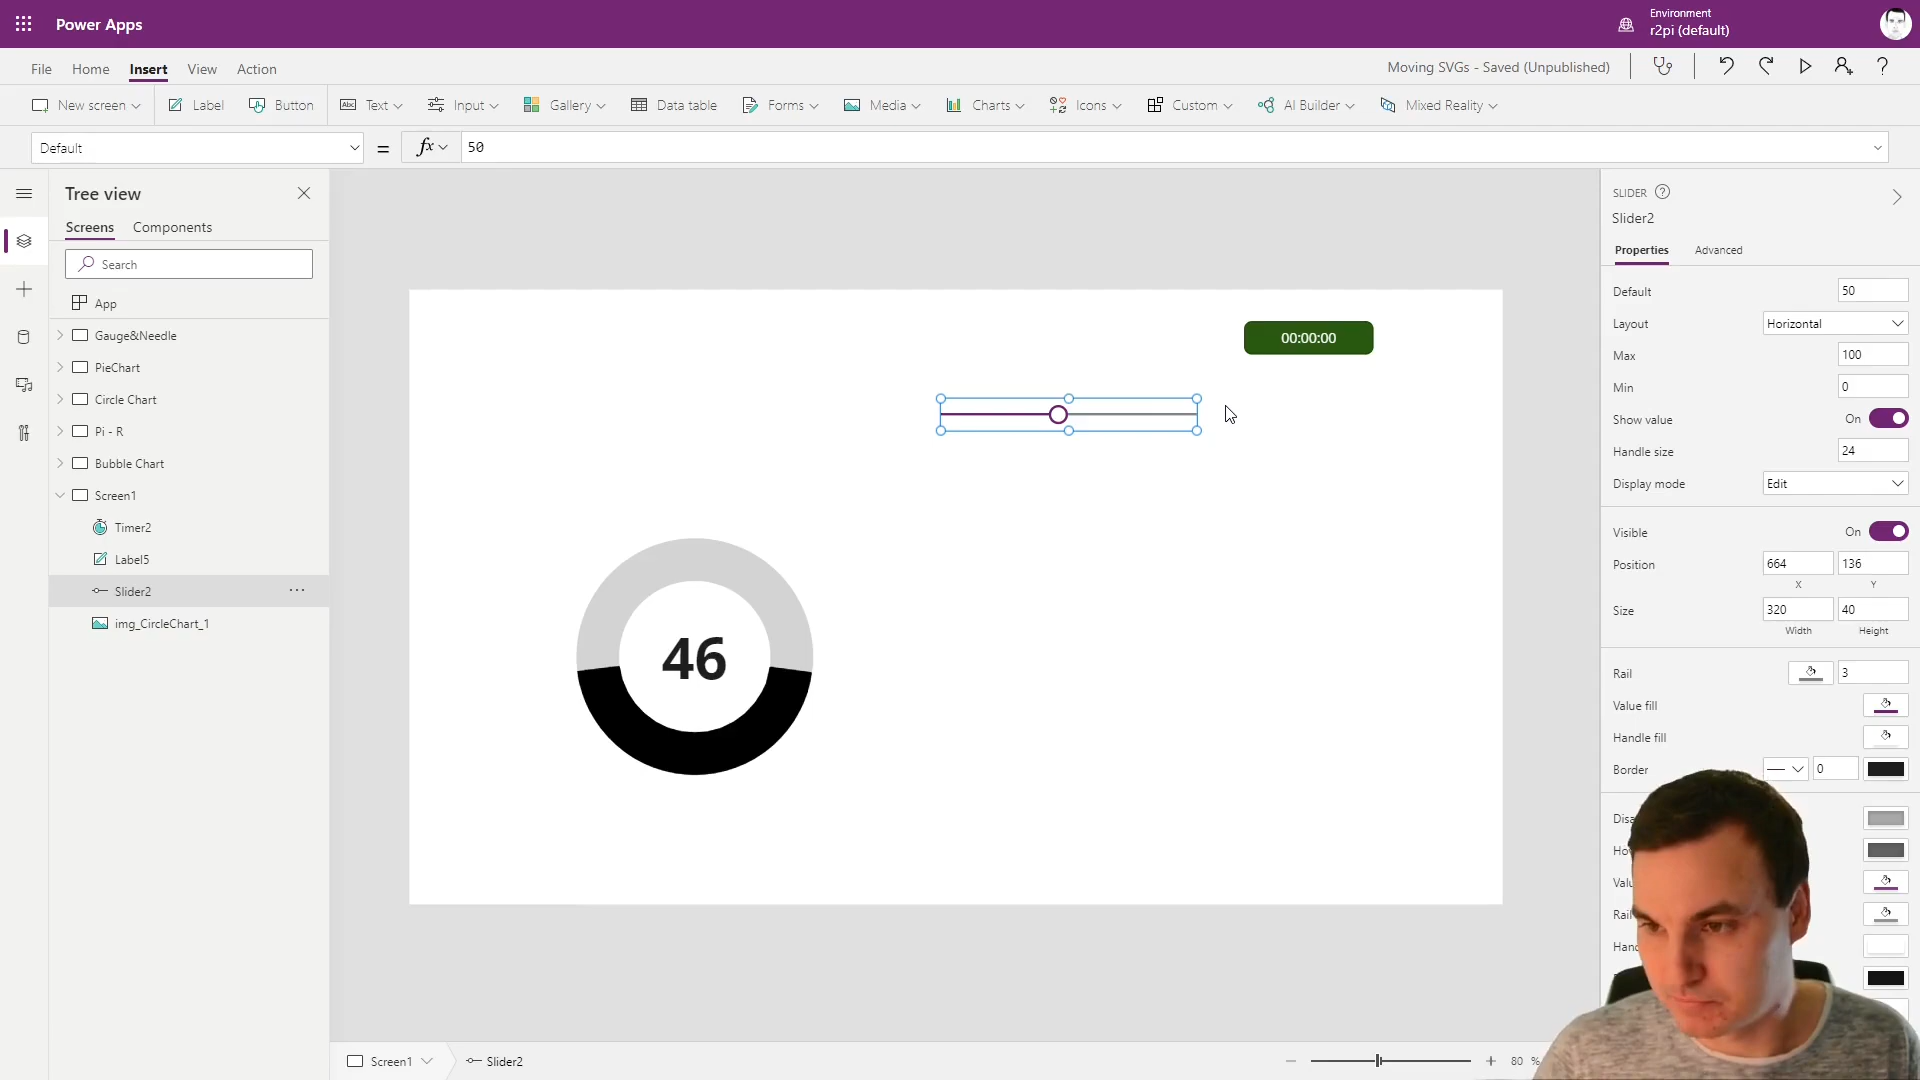 Power Apps
Environment
r2pi (default)
File Home Insert View Action
Moving SVGs - Saved (Unpublished)
New screen Label Button Text Input Gallery Data table Forms Media Charts Icons Custom AI Builder Mixed Reality
Default = fx 50
Tree view
Screens Components
Search
App
Gauge&Needle
PieChart
Circle Chart
Pi - R
Bubble Chart
Screen1
Timer2
Label5
Slider2
img_CircleChart_1
00:00:00
46
SLIDER
Slider2
Properties Advanced
Default 50
Layout Horizontal
Max 100
Min 0
Show value On
Handle size 24
Display mode Edit
Visible On
Position 664 136
X Y
Size 320 40
Width Height
Rail 3
Value fill
Handle fill
Border 0
Screen1 Slider2
80 %